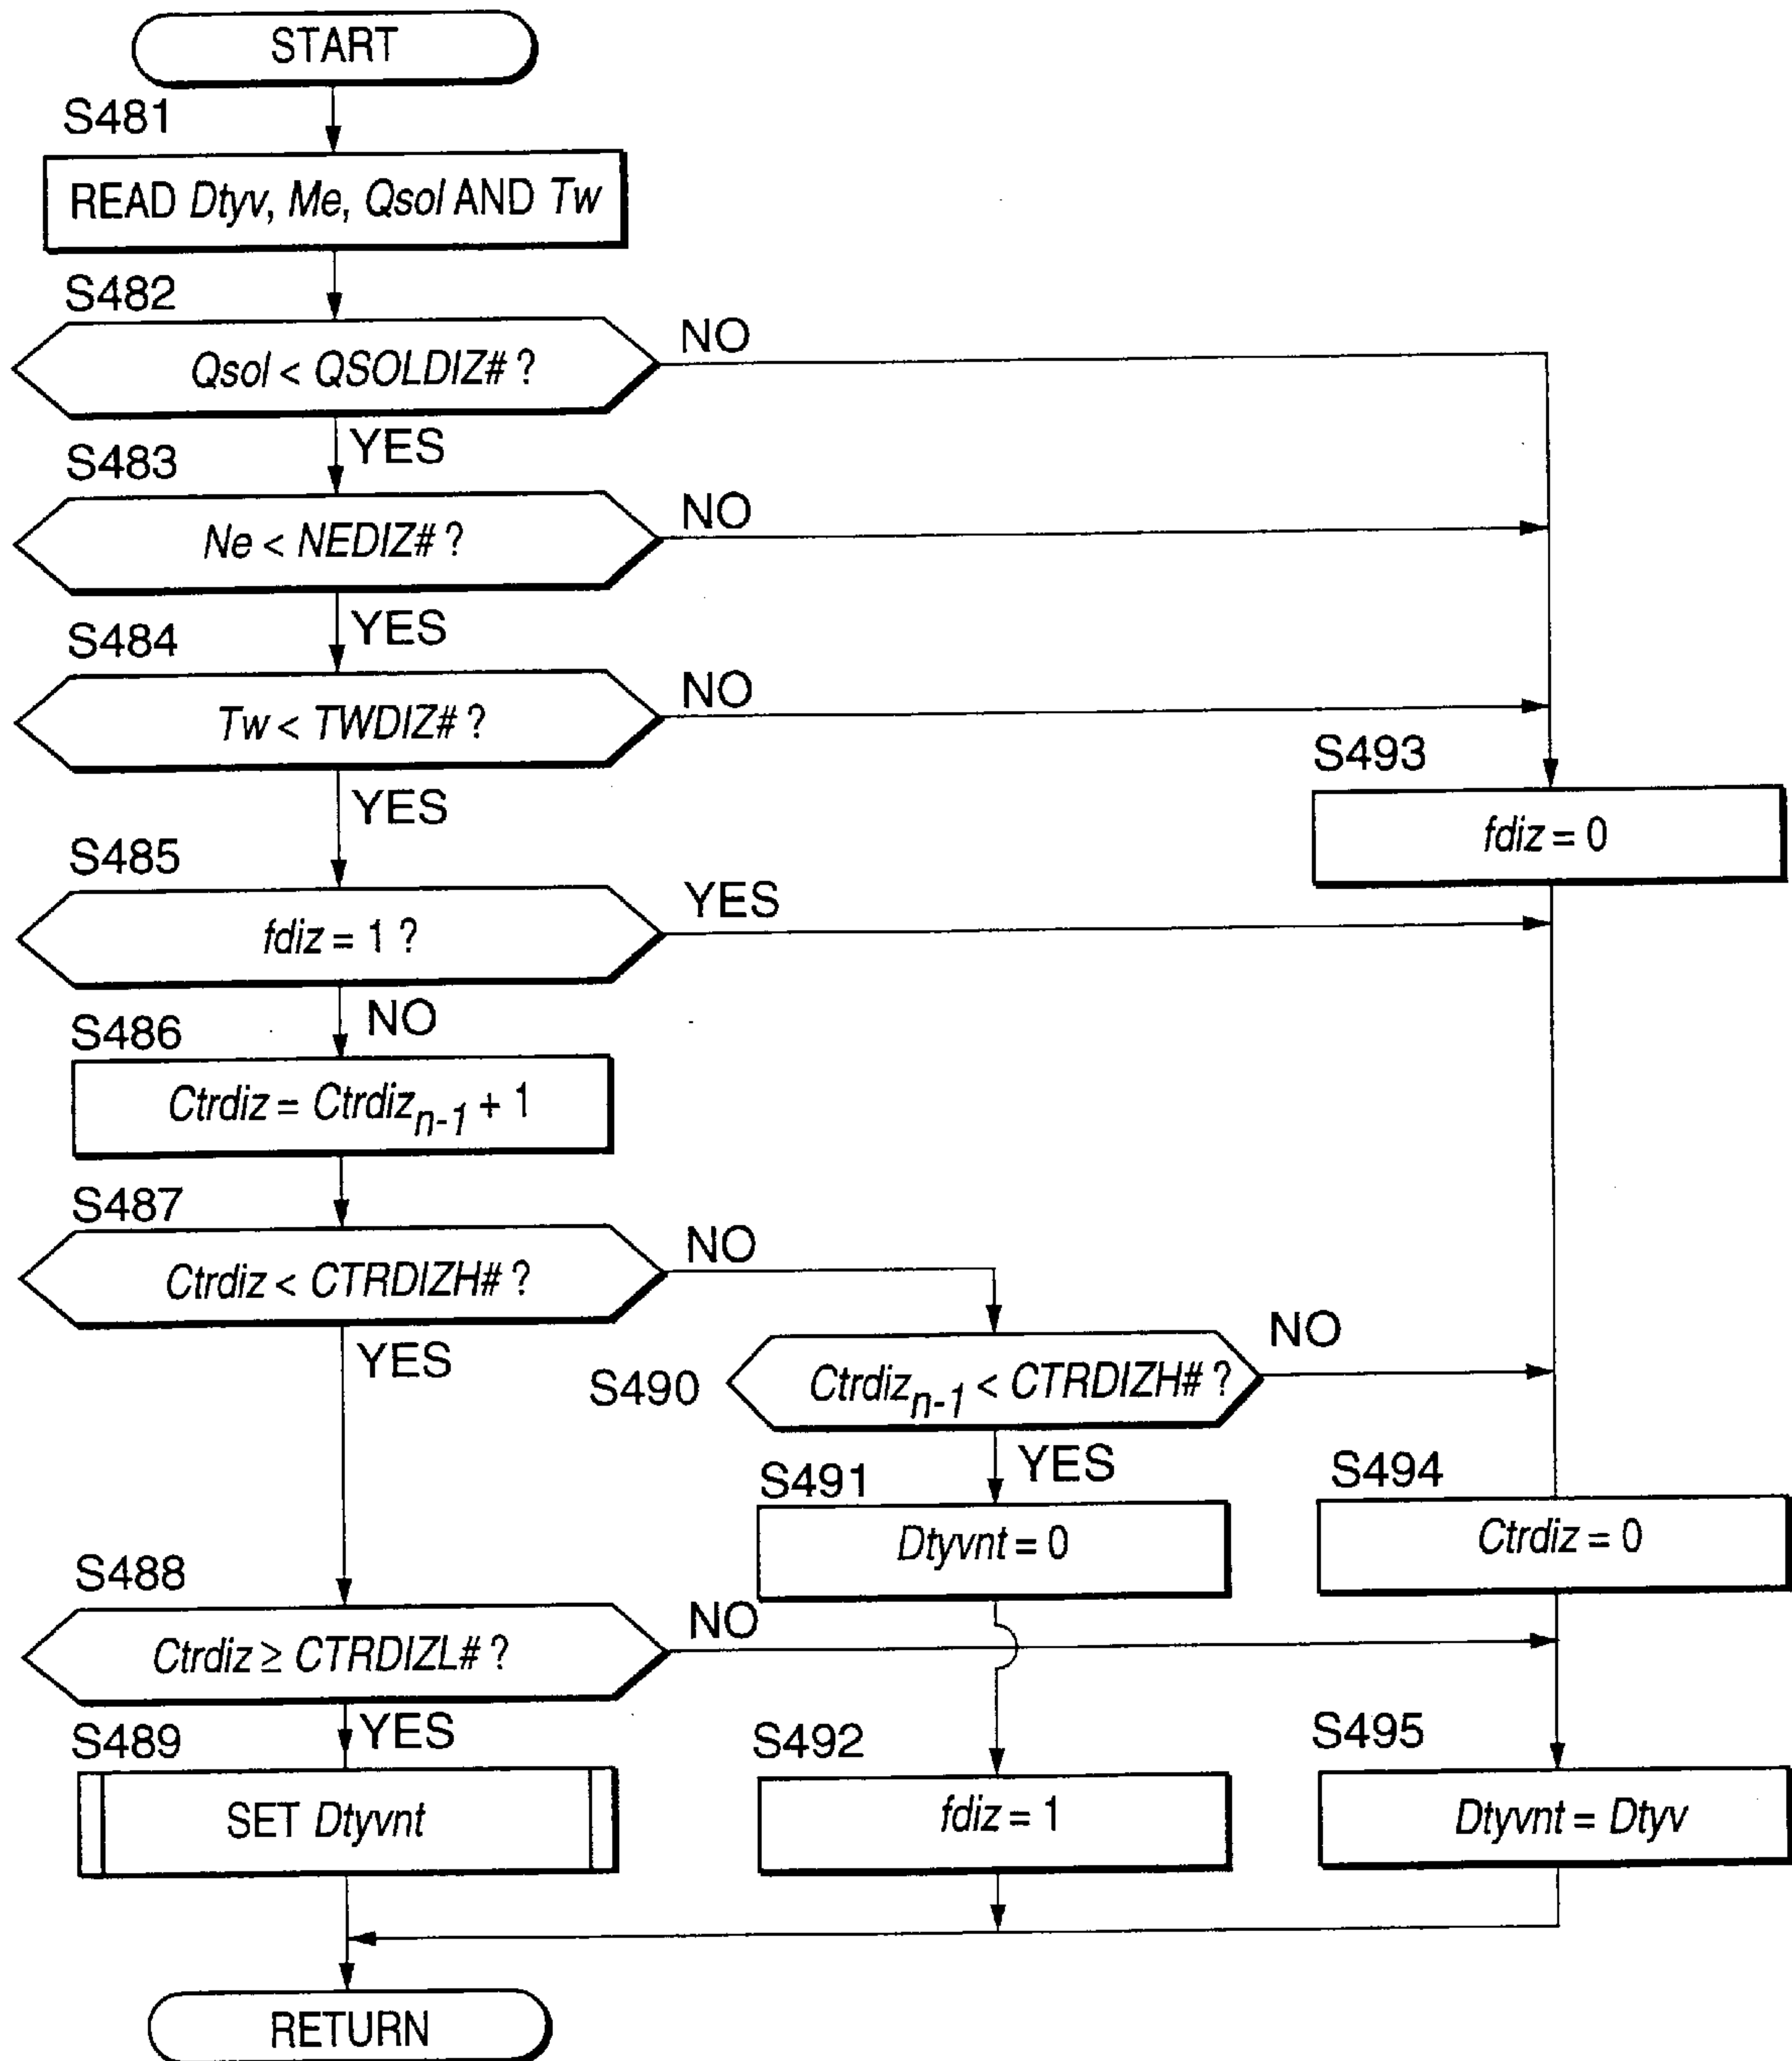 START
S481
READ Dtyv, Me, Qsol AND Tw
S482
Qsol < QSOLDIZ# ?
NO
YES
S483
Ne < NEDIZ# ?
NO
YES
S484
Tw < TWDIZ# ?
NO
YES
S493
fdiz = 0
S485
fdiz = 1 ?
YES
NO
S486
Ctrdiz = Ctrdizn-1 + 1
S487
Ctrdiz < CTRDIZH# ?
NO
YES
S490
Ctrdizn-1 < CTRDIZH# ?
NO
YES
S491
Dtyvnt = 0
S494
Ctrdiz = 0
S488
Ctrdiz ≥ CTRDIZL# ?
NO
YES
S489
SET Dtyvnt
S492
fdiz = 1
S495
Dtyvnt = Dtyv
RETURN